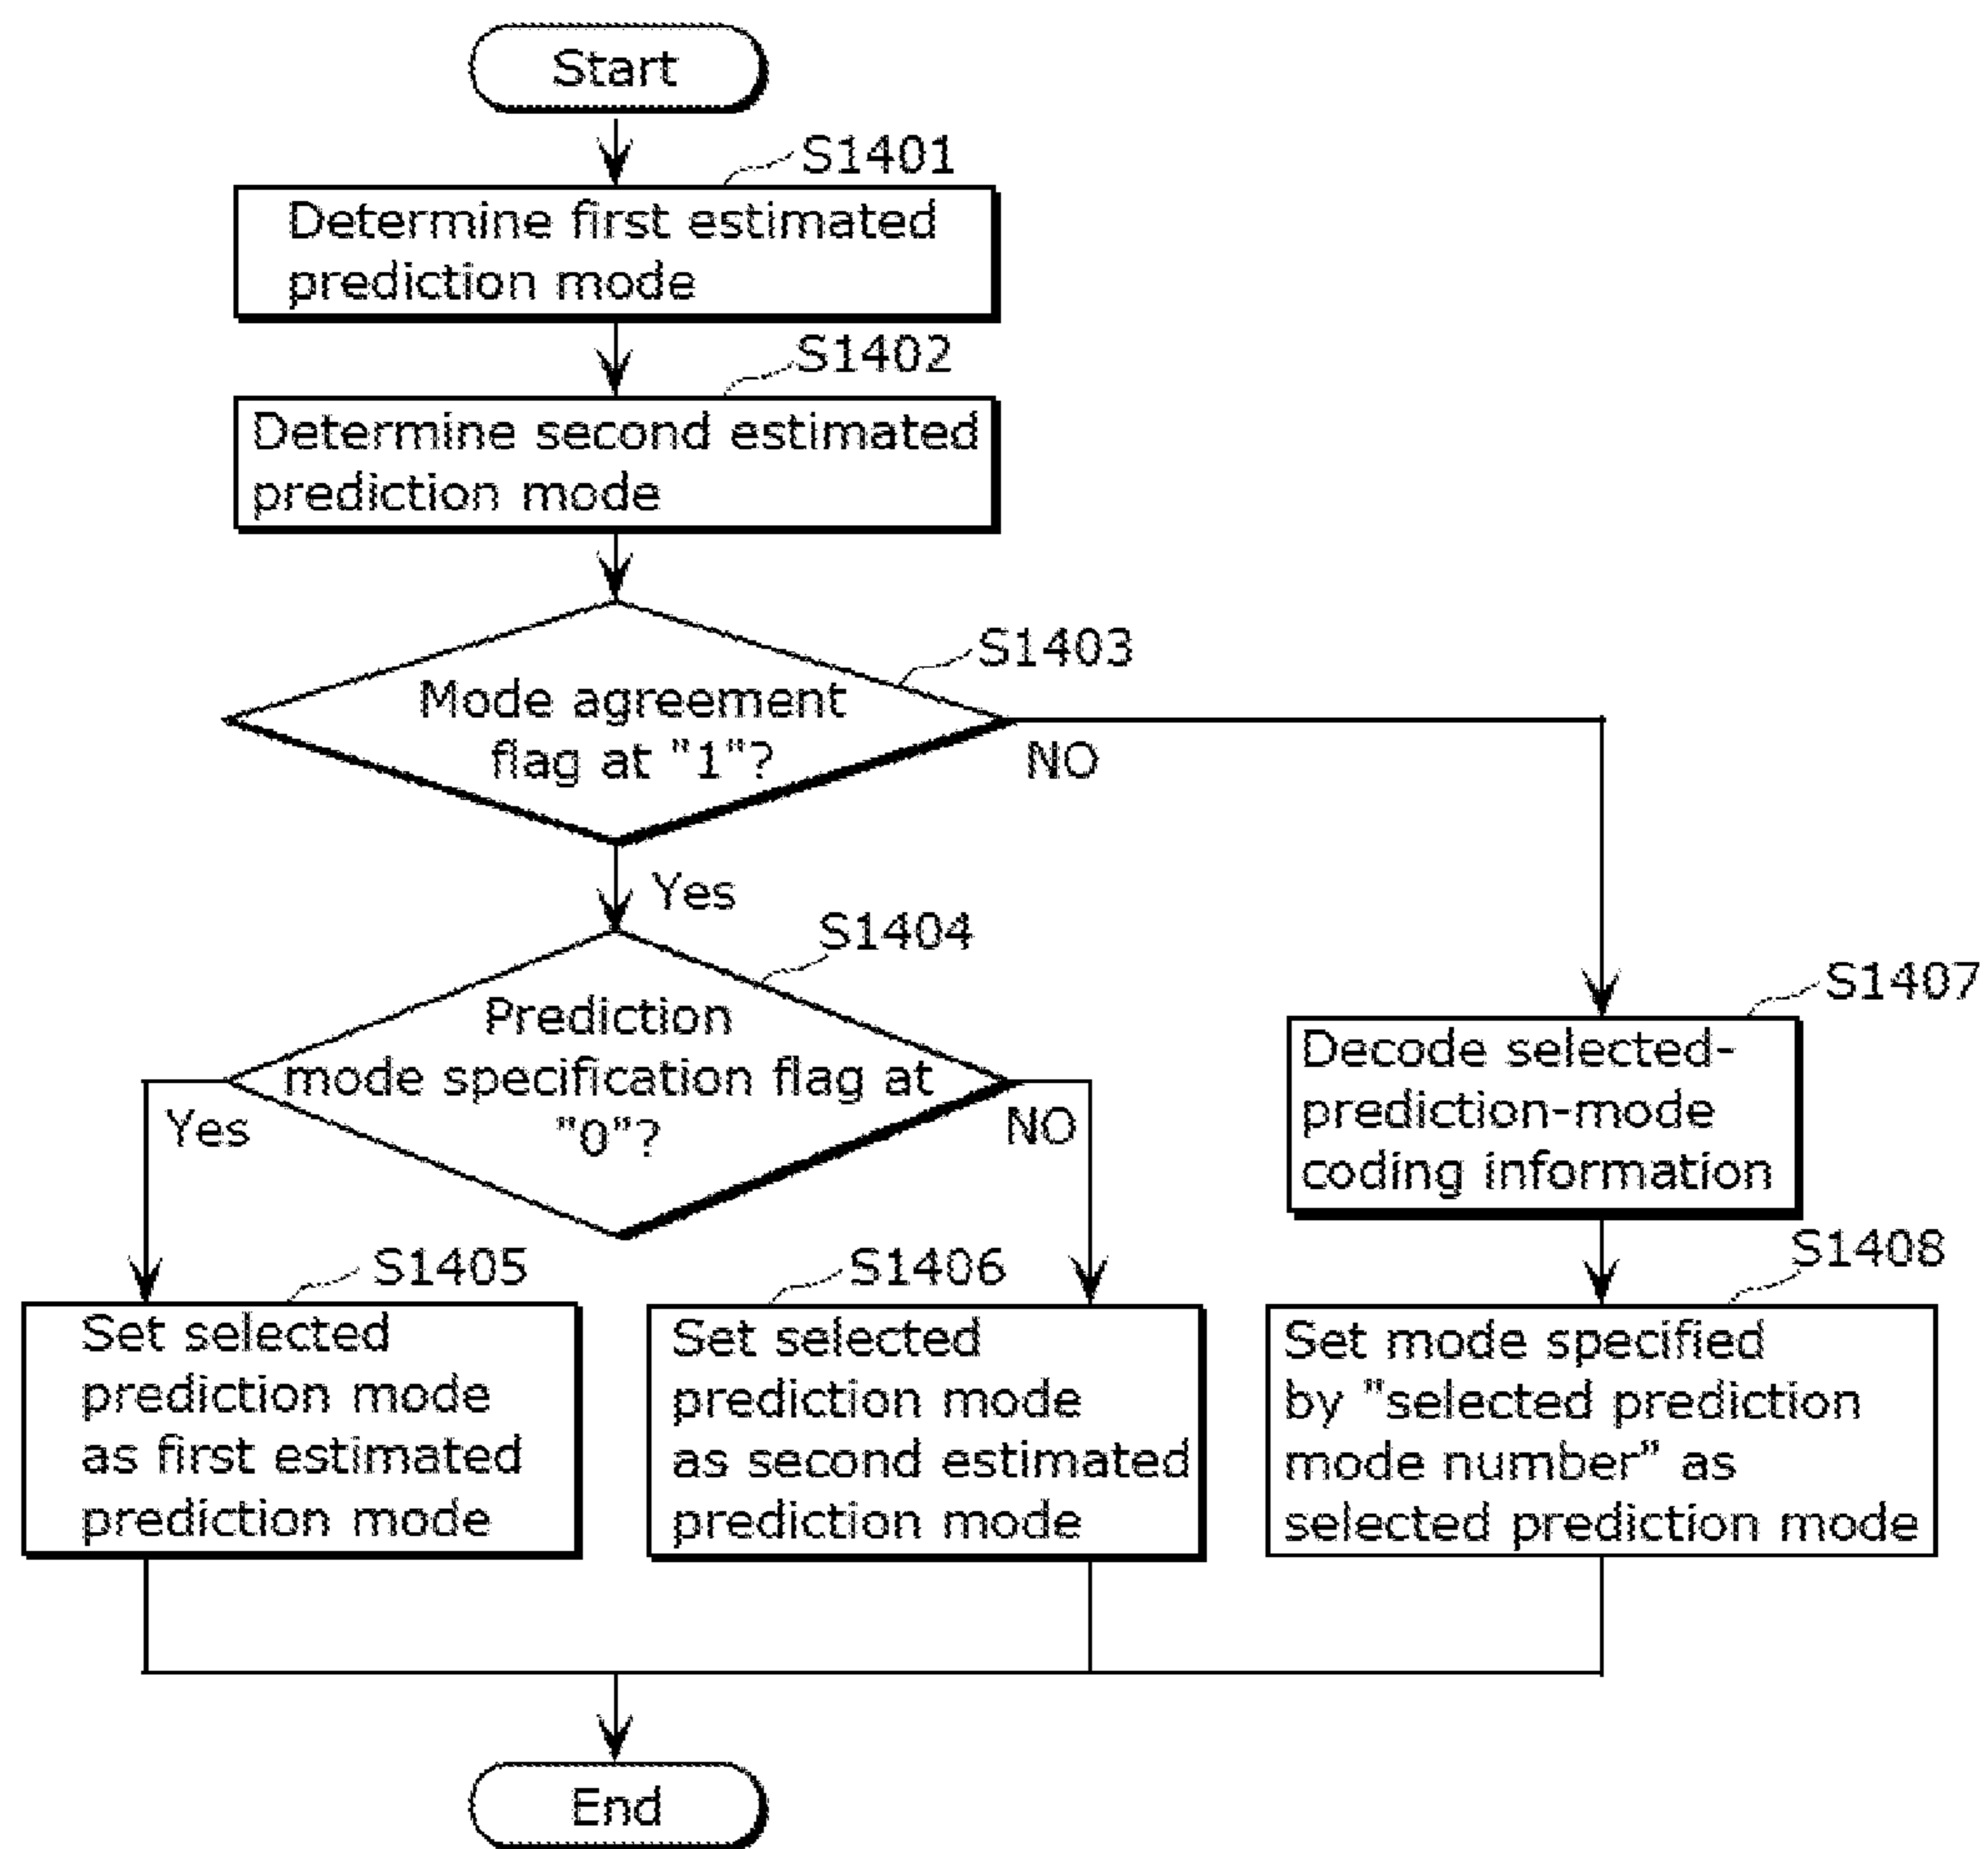 Start
S1401
Determine first estimated
prediction mode
S1402
Determine second estimated
prediction mode
S1403
Mode agreement
flag at "1"?
NO
Yes
S1404
Prediction
mode specification flag at
"0"?
Yes
NO
S1407
Decode selected-
prediction-mode
coding information
S1405
Set selected
prediction mode
as first estimated
prediction mode
S1406
Set selected
prediction mode
as second estimated
prediction mode
S1408
Set mode specified
by "selected prediction
mode number" as
selected prediction mode
End